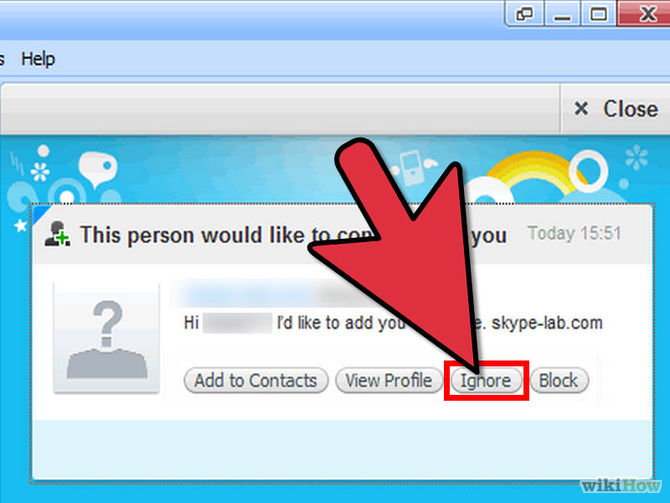 s Help
× Close
This person would like to con you Today 15:51
Hi I'd like to add you e. skype-lab.com
Add to Contacts View Profile Ignore Block
wikiHow